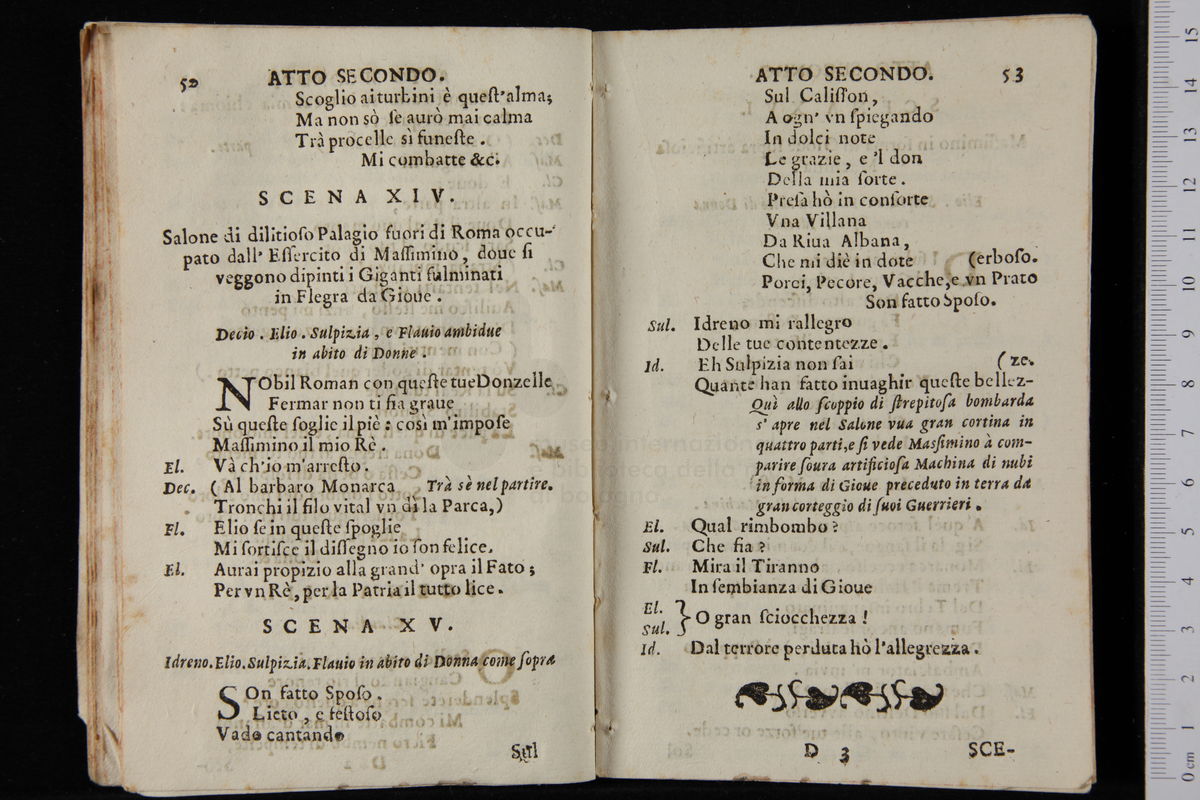 52 ATTO SECONDO.
Scoglio ai turbini è quest'alma;
Ma non sò se aurò mai calma
Trà procelle sì funeste .
Mi combatte &c.
SCENA XIV.
Salone di dilitioso Palagio fuori di Roma occu-
pato dall' Essercito di Massimino, doue si
veggono dipinti i Giganti fulminati
in Flegra da Gioue .
Decio . Elio . Sulpizia , e Flauio ambidue
in abito di Donne .
NObil Roman con queste tue Donzelle
Fermar non ti fia graue
Sù queste soglie il piè : così m'impose
Massimino il mio Rè .
El. Và ch'io m'arresto .
Dec. ( Al barbaro Monarca Trà sè nel partire.
Tronchi il filo vital vn dì la Parca,)
Fl. Elio se in queste spoglie
Mi sortisce il dissegno io son felice.
El. Aurai propizio alla grand' opra il Fato ;
Per vn Rè , per la Patria il tutto lice .
SCENA XV.
Idreno.Elio.Sulpizia.Flauio in abito di Donna come sopra
SOn fatto Sposo .
Lieto , e festoso
Vado cantando
Sul
ATTO SECONDO. 53
Sul Calisson,
A ogn' vn spiegando
In dolci note
Le grazie , e 'l don
Della mia sorte .
Presa hò in consorte
Vna Villana
Da Riua Albana ,
Che mi diè in dote (erboso.
Porci, Pecore, Vacche,e vn Prato
Son fatto Sposo.
Sul. Idreno mi rallegro
Delle tue contentezze .
Id. Eh Sulpizia non sai (ze.
Quante han fatto inuaghir queste bellez-
Quì allo scoppio di strepitosa bombarda
s' apre nel Salone vua gran cortina in
quattro parti,e si vede Massimino à com-
parire soura artificiosa Machina di nubi
in forma di Gioue preceduto in terra da
gran corteggio di suoi Guerrieri .
El. Qual rimbombo ?
Sul. Che fia ?
Fl. Mira il Tiranno
In sembianza di Gioue
El.
Sul. } O gran sciocchezza !
Id. Dal terrore perduta hò l'allegrezza .
D 3 SCE-